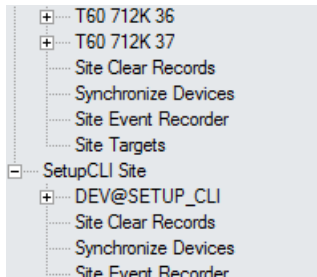 T60 712K 36
T60 712K 37
Site Clear Records
Synchronize Devices
Site Event Recorder
Site Targets
SetupCLI Site
DEV@SETUP_CLI
Site Clear Records
Synchronize Devices
Site Event Recorder